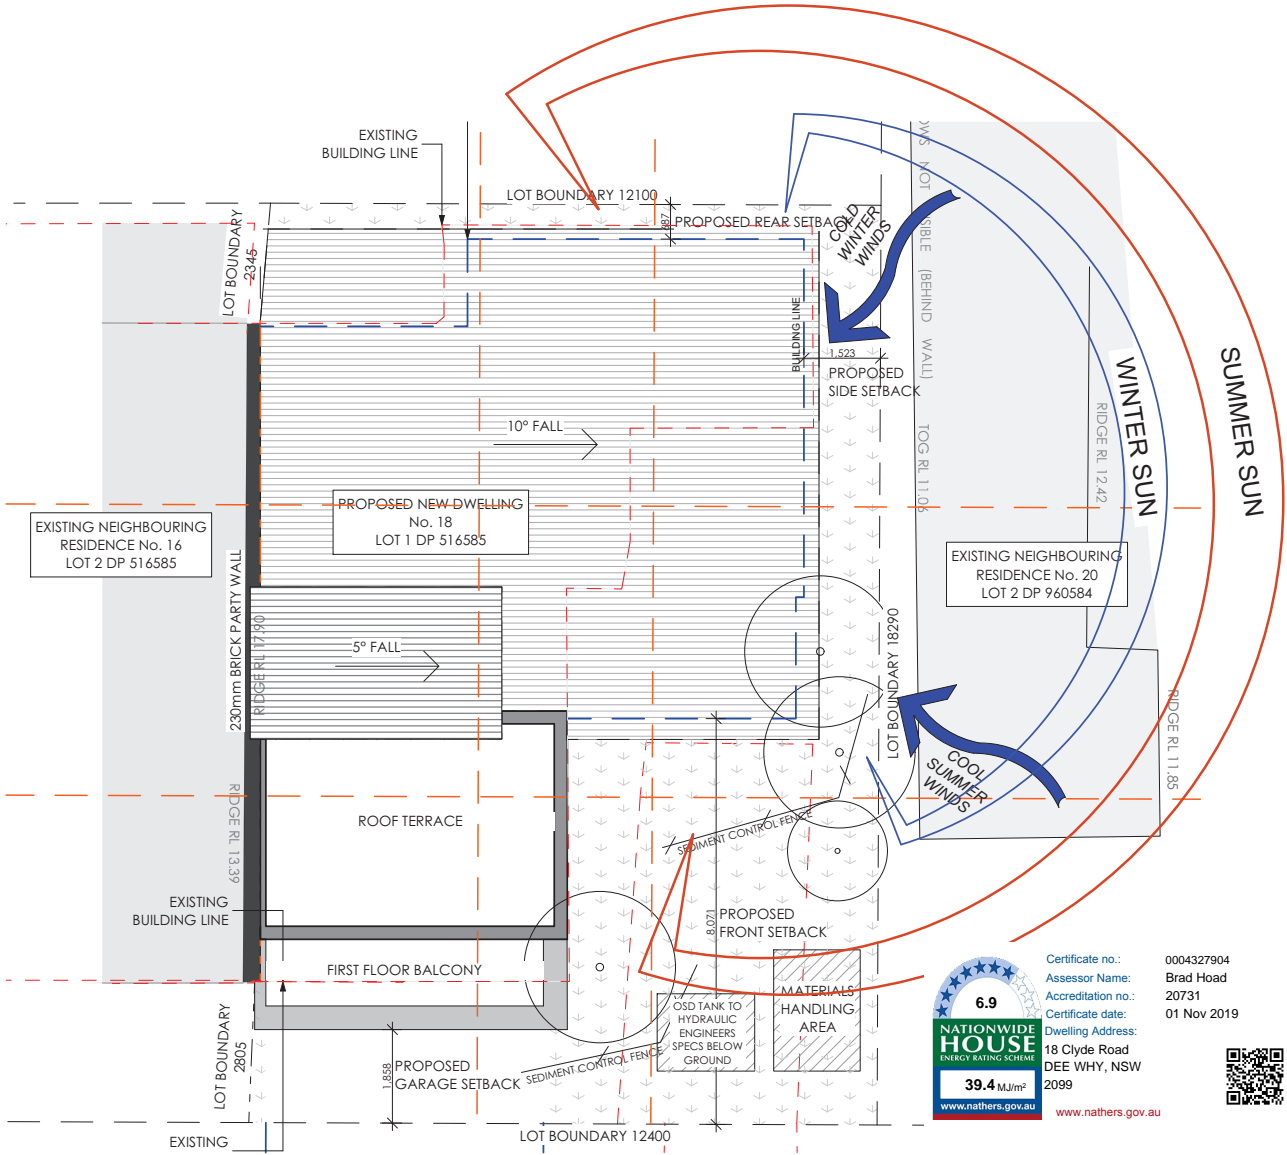 EXISTING
BUILDING LINE
LOT BOUNDARY 12100
887
PROPOSED REAR SETBACK
COLD
WINTER
WINDS
LOT BOUNDARY
2345
(BEHIND WALL)
TOG RL 11.06
BUILDING LINE
1,523
PROPOSED
SIDE SETBACK
WINTER SUN
SUMMER SUN
RIDGE RL 12.42
10° FALL
PROPOSED NEW DWELLING
No. 18
LOT 1 DP 516585
EXISTING NEIGHBOURING
RESIDENCE No. 16
LOT 2 DP 516585
EXISTING NEIGHBOURING
RESIDENCE No. 20
LOT 2 DP 960584
230mm BRICK PARTY WALL
RIDGE RL 17.90
5° FALL
LOT BOUNDARY 18290
RIDGE RL 11.85
COOL
SUMMER
WINDS
RIDGE RL 13.39
ROOF TERRACE
SEDIMENT CONTROL FENCE
EXISTING
BUILDING LINE
8,071
PROPOSED
FRONT SETBACK
FIRST FLOOR BALCONY
MATERIALS
HANDLING
AREA
OSD TANK TO
HYDRAULIC
ENGINEERS
SPECS BELOW
GROUND
LOT BOUNDARY
2805
1,858
PROPOSED
GARAGE SETBACK
SEDIMENT CONTROL FENCE
EXISTING
LOT BOUNDARY 12400
6.9
NATIONWIDE
HOUSE
ENERGY RATING SCHEME
39.4 MJ/m²
www.nathers.gov.au
Certificate no.: 0004327904
Assessor Name: Brad Hoad
Accreditation no.: 20731
Certificate date: 01 Nov 2019
Dwelling Address:
18 Clyde Road
DEE WHY, NSW
2099
www.nathers.gov.au